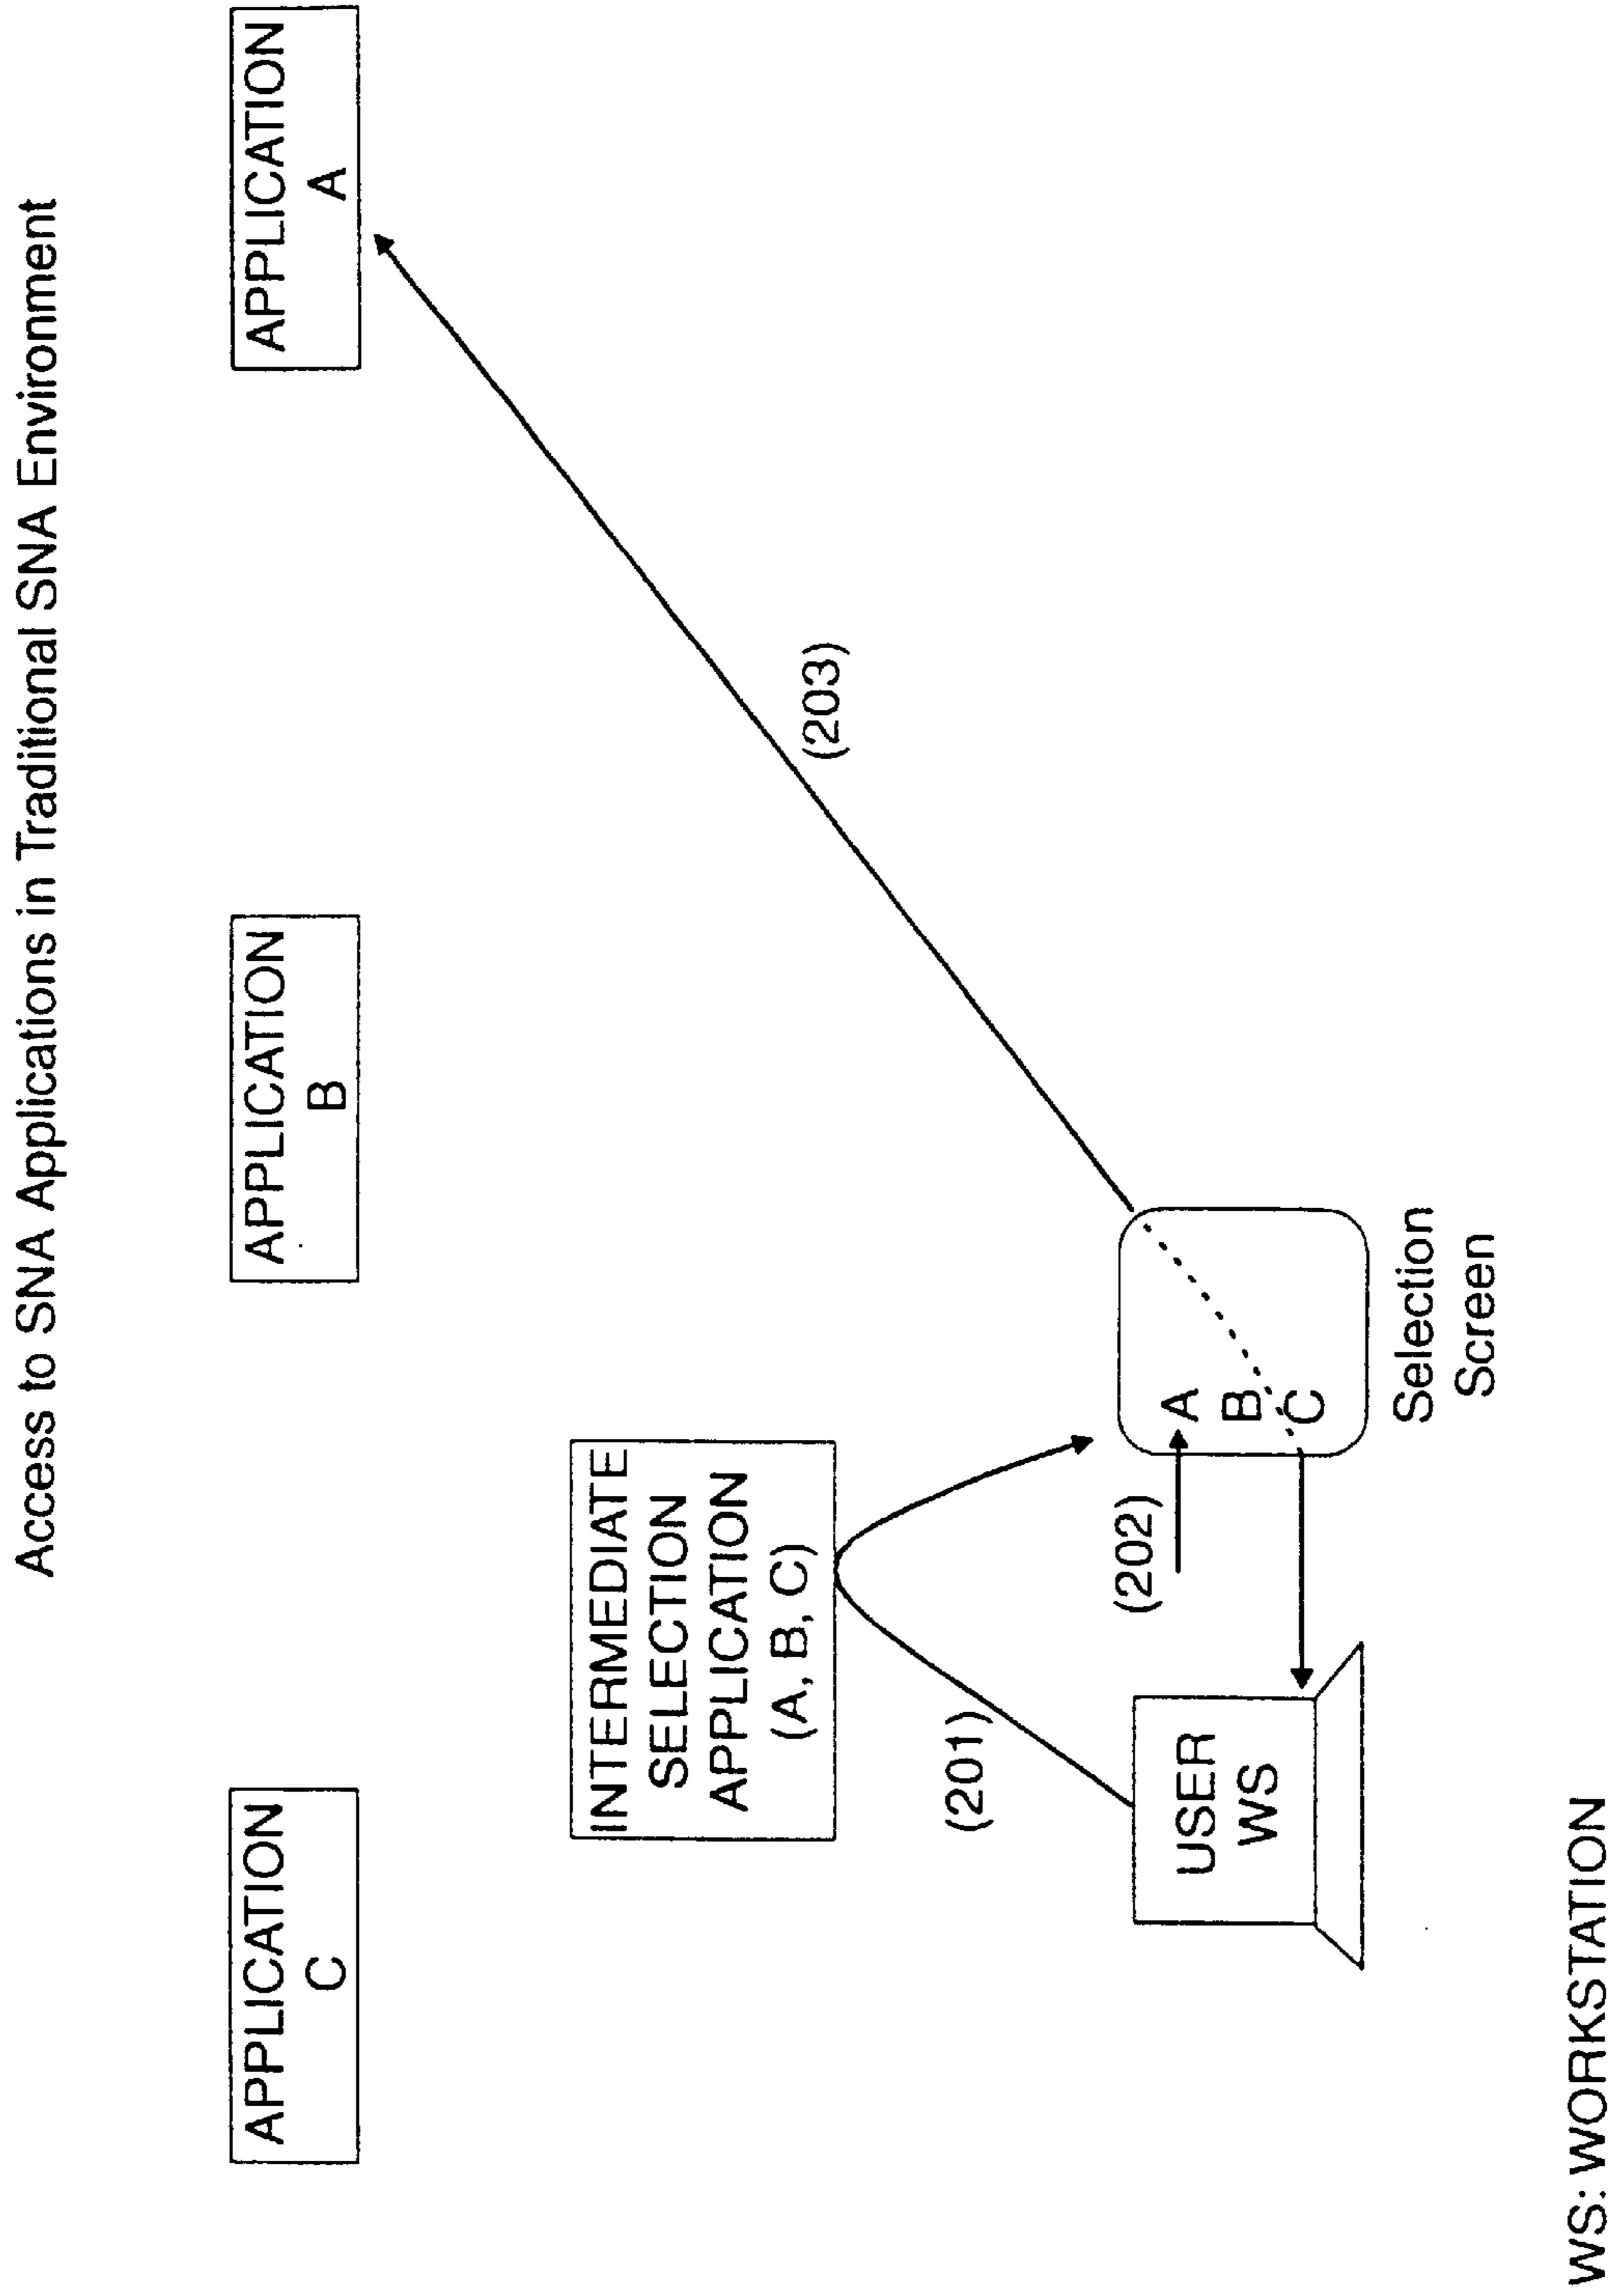 Access to SNA Applications in Traditional SNA Environment
APPLICATION
C
APPLICATION
B
APPLICATION
A
INTERMEDIATE
SELECTION
APPLICATION
(A, B, C)
(203)
(201)
(202)
USER
WS
A
B
C
Selection
Screen
WS: WORKSTATION